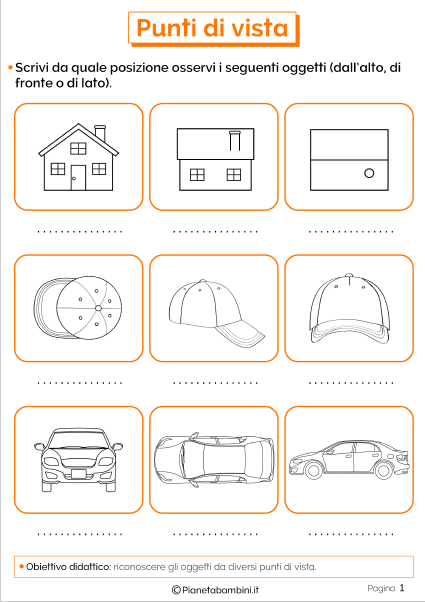 Punti di vista
• Scrivi da quale posizione osservi i seguenti oggetti (dall'alto, di
fronte o di lato).
...............
...............
...............
...............
...............
...............
...............
...............
...............
• Obiettivo didattico: riconoscere gli oggetti da diversi punti di vista.
Pagina 1
© Pianetabambini.it